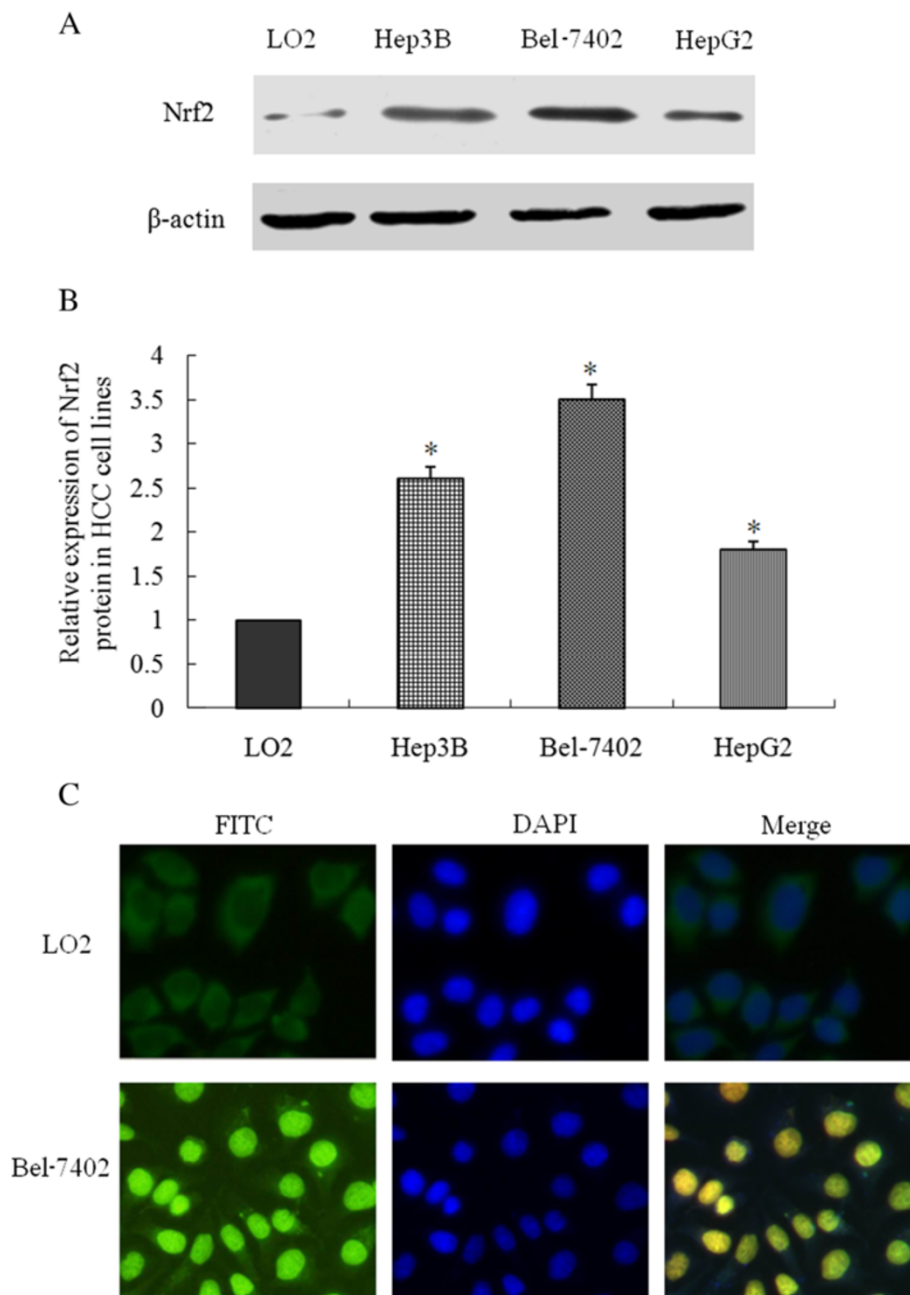 A
LO2 Hep3B Bel-7402 HepG2
Nrf2
β-actin
B
Relative expression of Nrf2
protein in HCC cell lines
4
3.5
3
2.5
2
1.5
1
0.5
0
* * *
LO2 Hep3B Bel-7402 HepG2
C
FITC DAPI Merge
LO2
Bel-7402